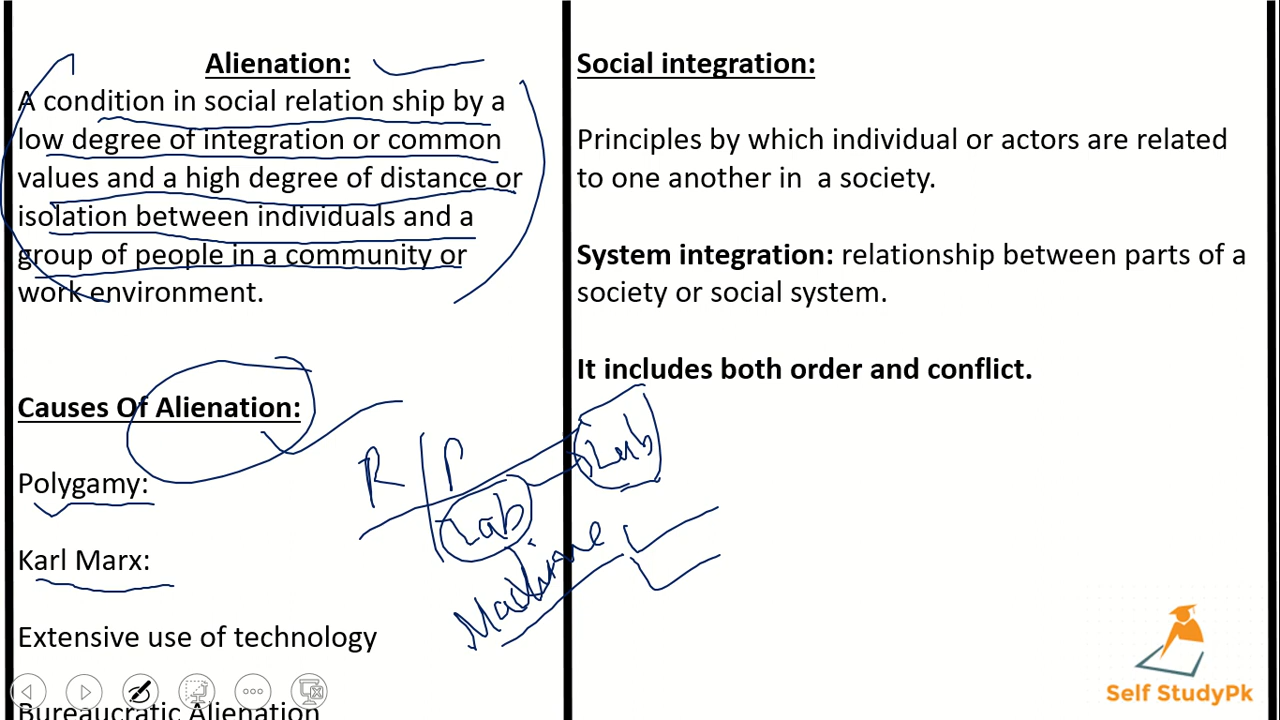 Alienation:
A condition in social relation ship by a
low degree of integration or common
values and a high degree of distance or
isolation between individuals and a
group of people in a community or
work environment.
Causes Of Alienation:
Polygamy:
Karl Marx:
Extensive use of technology
Bureaucratic Alienation
R P
Lab
Lab
Machine
Social integration:
Principles by which individual or actors are related
to one another in a society.
System integration: relationship between parts of a
society or social system.
It includes both order and conflict.
Self StudyPk